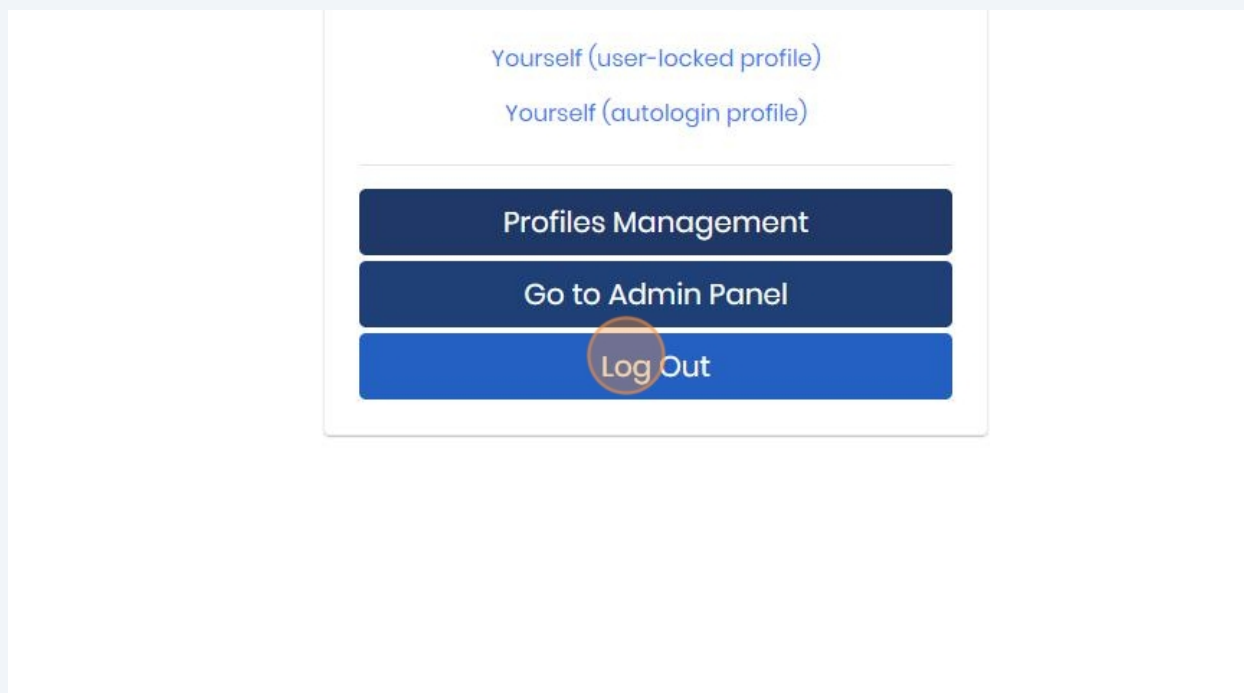 Yourself (user-locked profile)
Yourself (autologin profile)
Profiles Management
Go to Admin Panel
Log Out